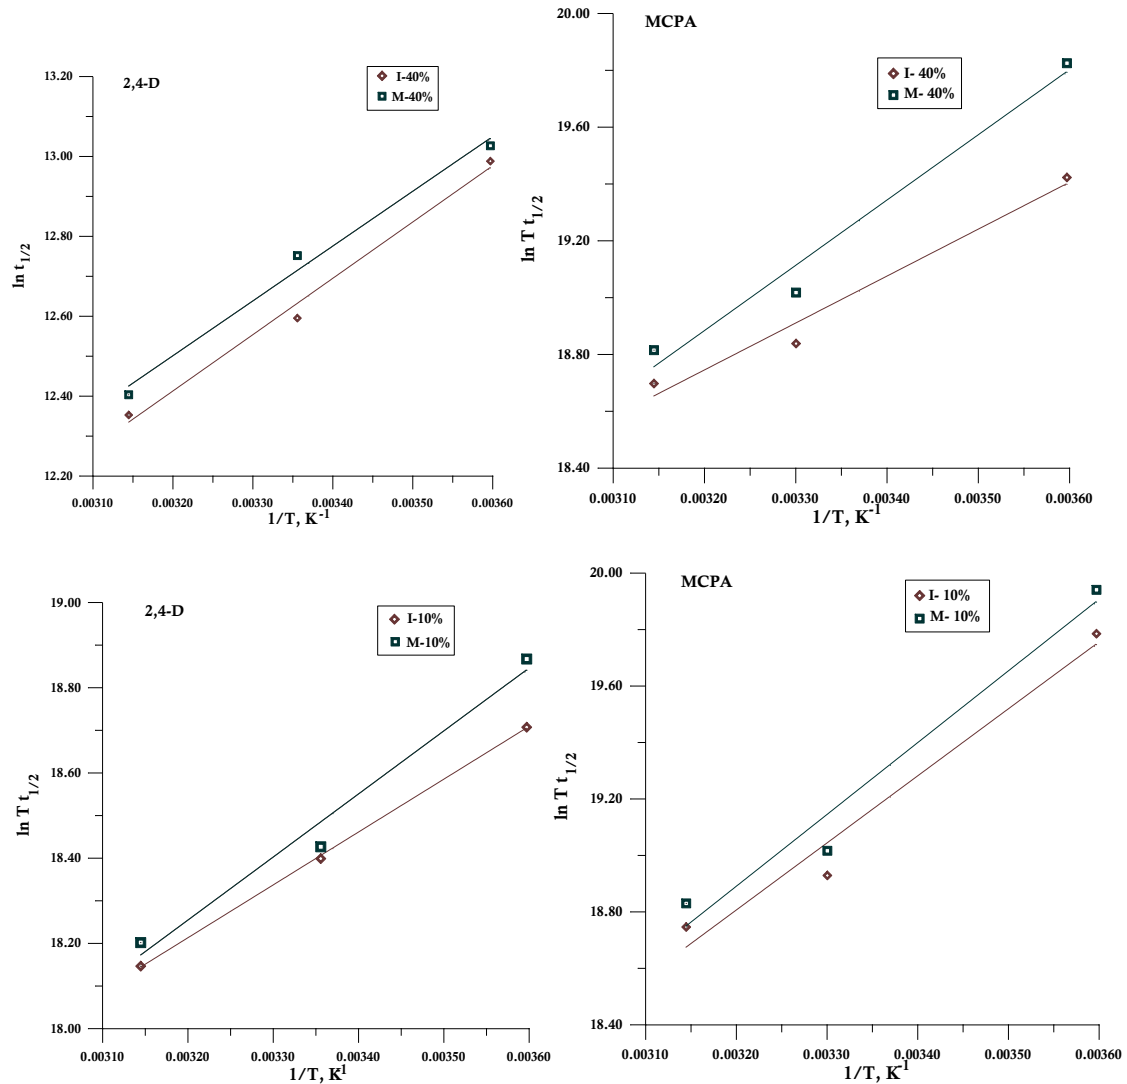 2,4-D
I-40%
M-40%
13.20
13.00
12.80
12.60
12.40
12.20
ln t1/2
0.00310 0.00320 0.00330 0.00340 0.00350 0.00360
1/T, K-1
MCPA
I- 40%
M- 40%
20.00
19.60
19.20
18.80
18.40
ln T t1/2
0.00310 0.00320 0.00330 0.00350 0.00360
1/T, K-1
2,4-D
I-10%
M-10%
19.00
18.80
18.60
18.40
18.20
18.00
ln T t1/2
0.00310 0.00320 0.00330 0.00340 0.00350 0.00360
1/T, K1
MCPA
I- 10%
M- 10%
20.00
19.60
19.20
18.80
18.40
ln T t1/2
0.00310 0.00320 0.00330 0.00340 0.00350 0.00360
1/T, K-1